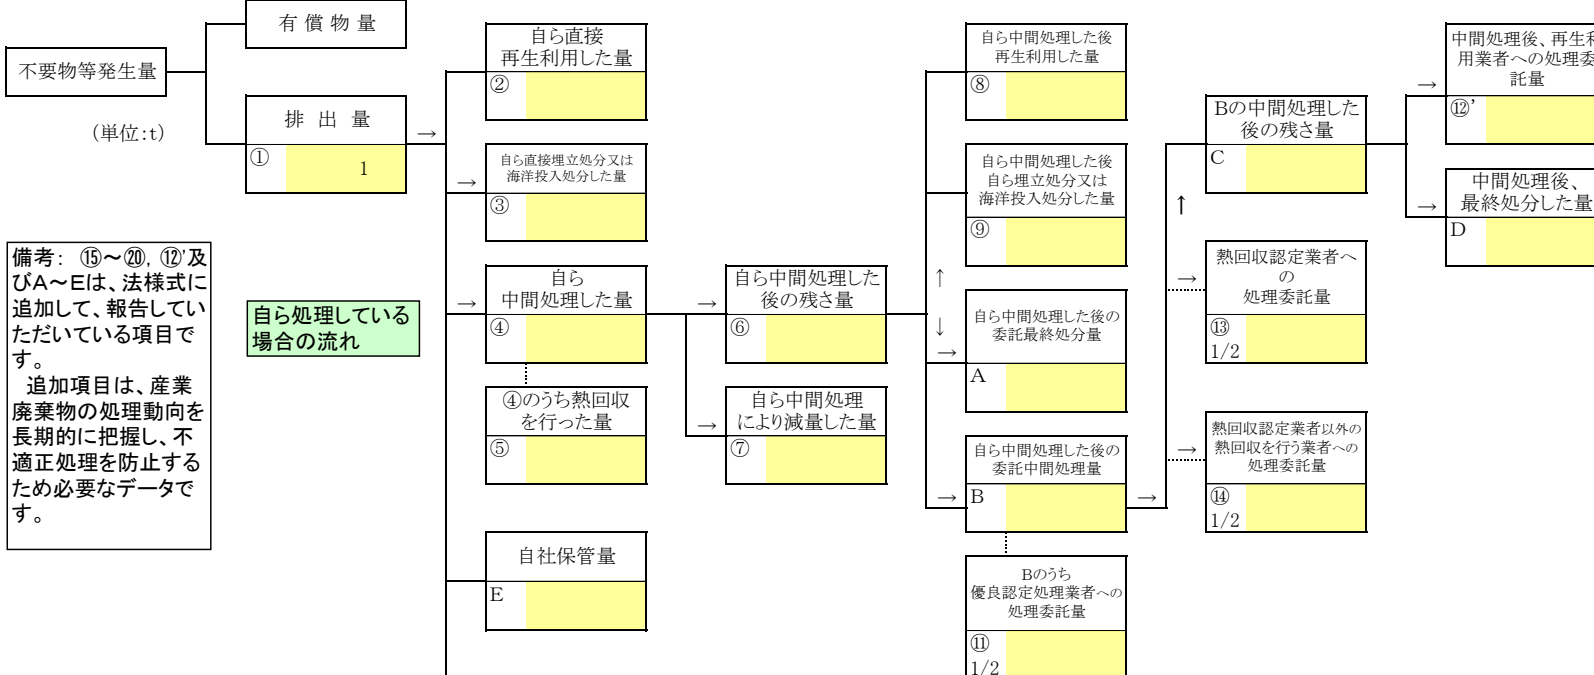 不要物等発生量
有 償 物 量
排 出 量
①
1
(単位:t)
→
備考: ⑮～⑳, ⑫'及
びA～Eは、法様式に
追加して、報告してい
ただいている項目で
す。
追加項目は、産業
廃棄物の処理動向を
長期的に把握し、不
適正処理を防止する
ため必要なデータで
す。
自ら処理している
場合の流れ
自ら直接
再生利用した量
②
→
自ら直接埋立処分又は
海洋投入処分した量
③
→
自ら
中間処理した量
④
④のうち熱回収
を行った量
⑤
自社保管量
E
→
自ら中間処理した
後の残さ量
⑥
→
自ら中間処理
により減量した量
⑦
自ら中間処理した後
再生利用した量
⑧
自ら中間処理した後
自ら埋立処分又は
海洋投入処分した量
⑨
↑
↓
→
自ら中間処理した後の
委託最終処分量
A
自ら中間処理した後の
委託中間処理量
→
B
→
Bのうち
優良認定処理業者への
処理委託量
⑪
1/2
Bの中間処理した
後の残さ量
C
↑
→
熱回収認定業者へ
の
処理委託量
⑬
1/2
→
熱回収認定業者以外の
熱回収を行う業者への
処理委託量
⑭
1/2
中間処理後、再生利
用業者への処理委
託量
→
⑫'
中間処理後、
最終処分した量
→
D